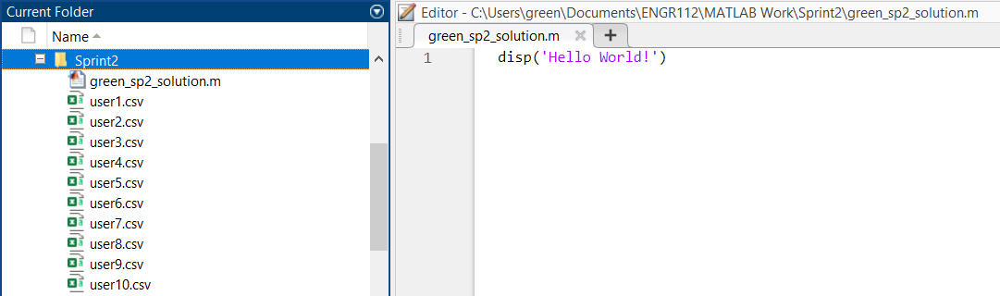 Current Folder
Name
Sprint2
green_sp2_solution.m
user1.csv
user2.csv
user3.csv
user4.csv
user5.csv
user6.csv
user7.csv
user8.csv
user9.csv
user10.csv
Editor - C:\Users\green\Documents\ENGR112\MATLAB Work\Sprint2\green_sp2_solution.m
green_sp2_solution.m
1 disp('Hello World!')